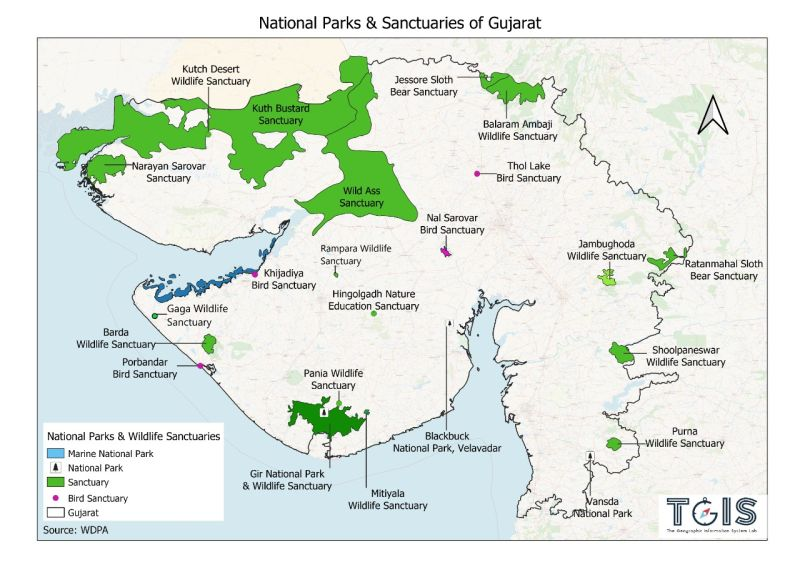 National Parks & Sanctuaries of Gujarat
Kutch Desert
Wildlife Sanctuary
Jessore Sloth
Bear Sanctuary
Kuth Bustard
Sanctuary
Balaram Ambaji
Wildlife Sanctuary
Narayan Sarovar
Sanctuary
Thol Lake
Bird Sanctuary
Wild Ass
Sanctuary
Nal Sarovar
Bird Sanctuary
Rampara Wildlife
Sanctuary
Jambughoda
Wildlife Sanctuary
Ratanmahal Sloth
Bear Sanctuary
Khijadiya
Bird Sanctuary
Hingolgadh Nature
Education Sanctuary
Gaga Wildlife
Sanctuary
Barda
Wildlife Sanctuary
Shoolpaneswar
Wildlife Sanctuary
Porbandar
Bird Sanctuary
Pania Wildlife
Sanctuary
Blackbuck
National Park, Velavadar
Purna
Wildlife Sanctuary
Gir National Park
& Wildlife Sanctuary
Mitiyala
Wildlife Sanctuary
Vansda
National Park
National Parks & Wildlife Sanctuaries
Marine National Park
National Park
Sanctuary
Bird Sanctuary
Gujarat
Source: WDPA
TGIS
The Geographic Information System Lab